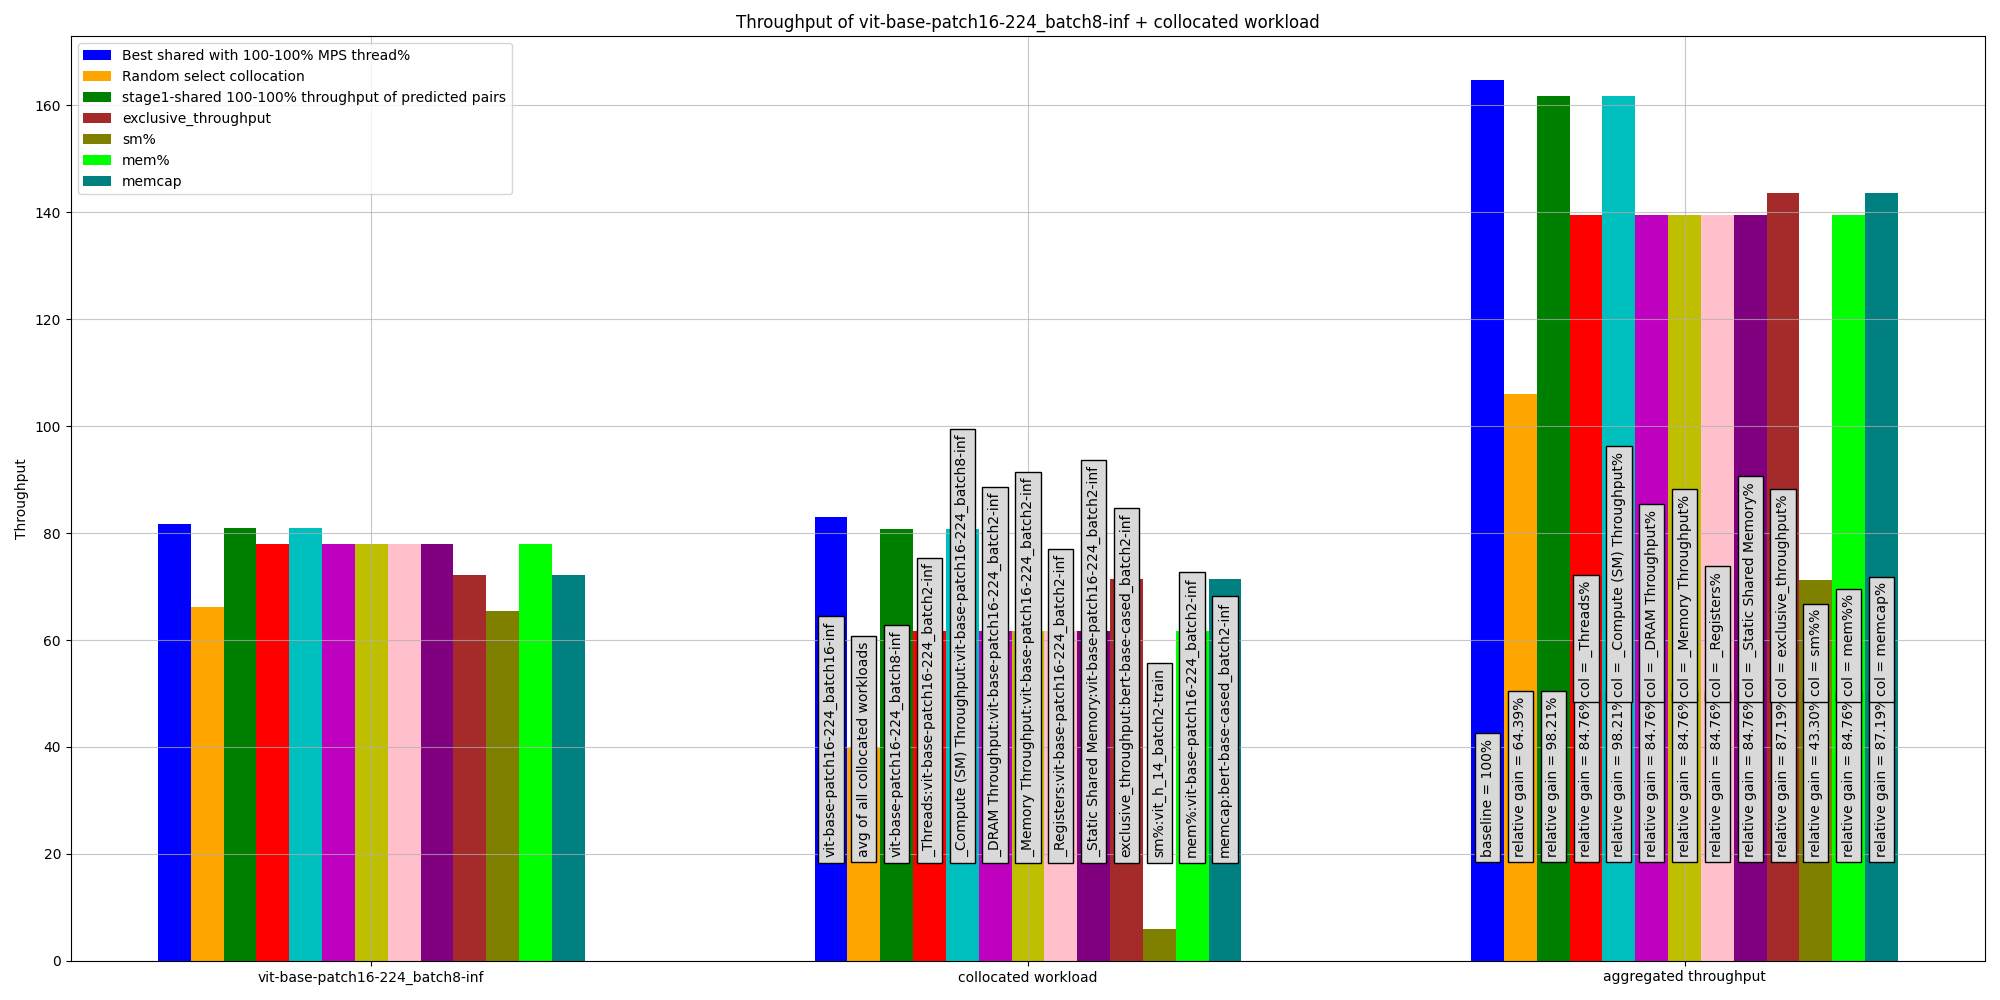 Throughput of vit-base-patch16-224_batch8-inf + collocated workload
Best shared with 100-100% MPS thread%
Random select collocation
stage1-shared 100-100% throughput of predicted pairs
exclusive_throughput
sm%
mem%
memcap
Throughput
160
140
120
100
80
60
40
20
0
vit-base-patch16-224_batch16-inf
avg of all collocated workloads
vit-base-patch16-224_batch8-inf
_Threads:vit-base-patch16-224_batch2-inf
_Compute (SM) Throughput:vit-base-patch16-224_batch8-inf
_DRAM Throughput:vit-base-patch16-224_batch2-inf
_Memory Throughput:vit-base-patch16-224_batch2-inf
_Registers:vit-base-patch16-224_batch2-inf
_Static Shared Memory:vit-base-patch16-224_batch2-inf
exclusive_throughput:bert-base-cased_batch2-inf
sm%:vit_h_14_batch2-train
mem%:vit-base-patch16-224_batch2-inf
memcap:bert-base-cased_batch2-inf
baseline = 100%
relative gain = 64.39%
relative gain = 98.21%
relative gain = 84.76%
col = _Threads%
relative gain = 98.21%
col = _Compute (SM) Throughput%
relative gain = 84.76%
col = _DRAM Throughput%
relative gain = 84.76%
col = _Memory Throughput%
relative gain = 84.76%
col = _Registers%
relative gain = 84.76%
col = _Static Shared Memory%
relative gain = 87.19%
col = exclusive_throughput%
relative gain = 43.30%
col = sm%%
relative gain = 84.76%
col = mem%%
relative gain = 87.19%
col = memcap%
vit-base-patch16-224_batch8-inf
collocated workload
aggregated throughput